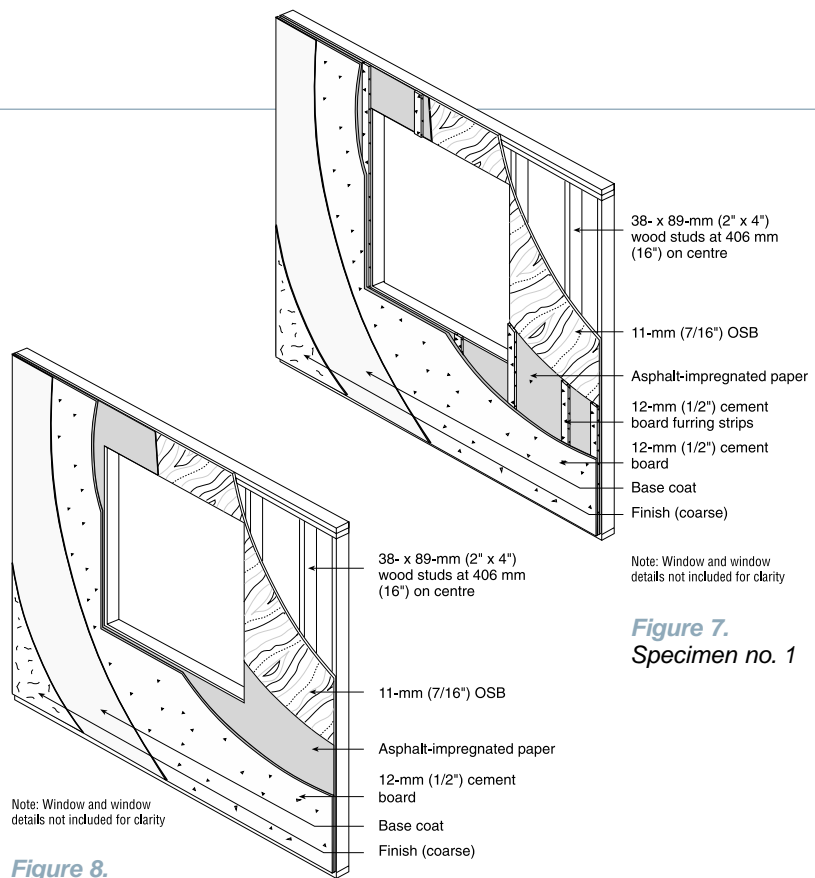 38- x 89-mm (2" x 4")
wood studs at 406 mm
(16") on centre
11-mm (7/16") OSB
Asphalt-impregnated paper
12-mm (1/2") cement
board furring strips
12-mm (1/2") cement
board
Base coat
Finish (coarse)
Note: Window and window
details not included for clarity
Figure 7.
Specimen no. 1
38- x 89-mm (2" x 4")
wood studs at 406 mm
(16") on centre
11-mm (7/16") OSB
Asphalt-impregnated paper
12-mm (1/2") cement
board
Base coat
Finish (coarse)
Note: Window and window
details not included for clarity
Figure 8.